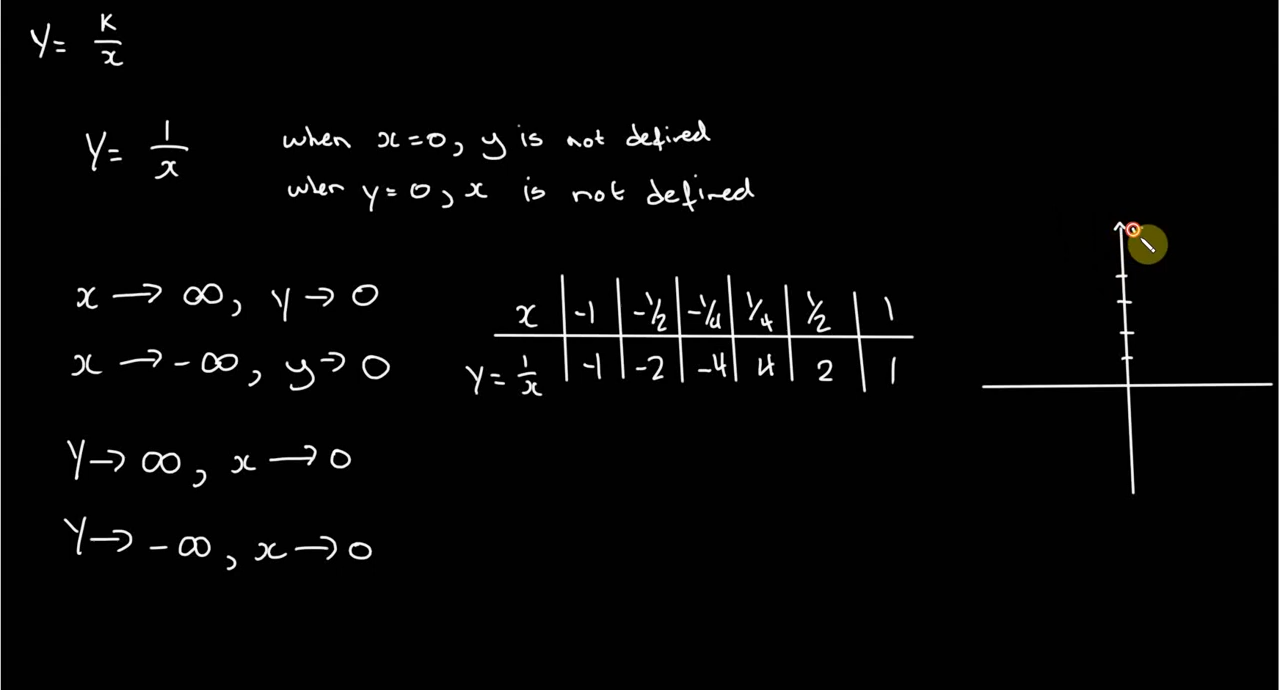 Y= K/x
Y= 1/x
when x=0, y is not defined
when y=0, x is not defined
x → ∞, y → 0
x → -∞, y → 0
Y → ∞, x → 0
Y → -∞, x → 0
x | -1 | -1/2 | -1/4 | 1/4 | 1/2 | 1
Y= 1/x | -1 | -2 | -4 | 4 | 2 | 1